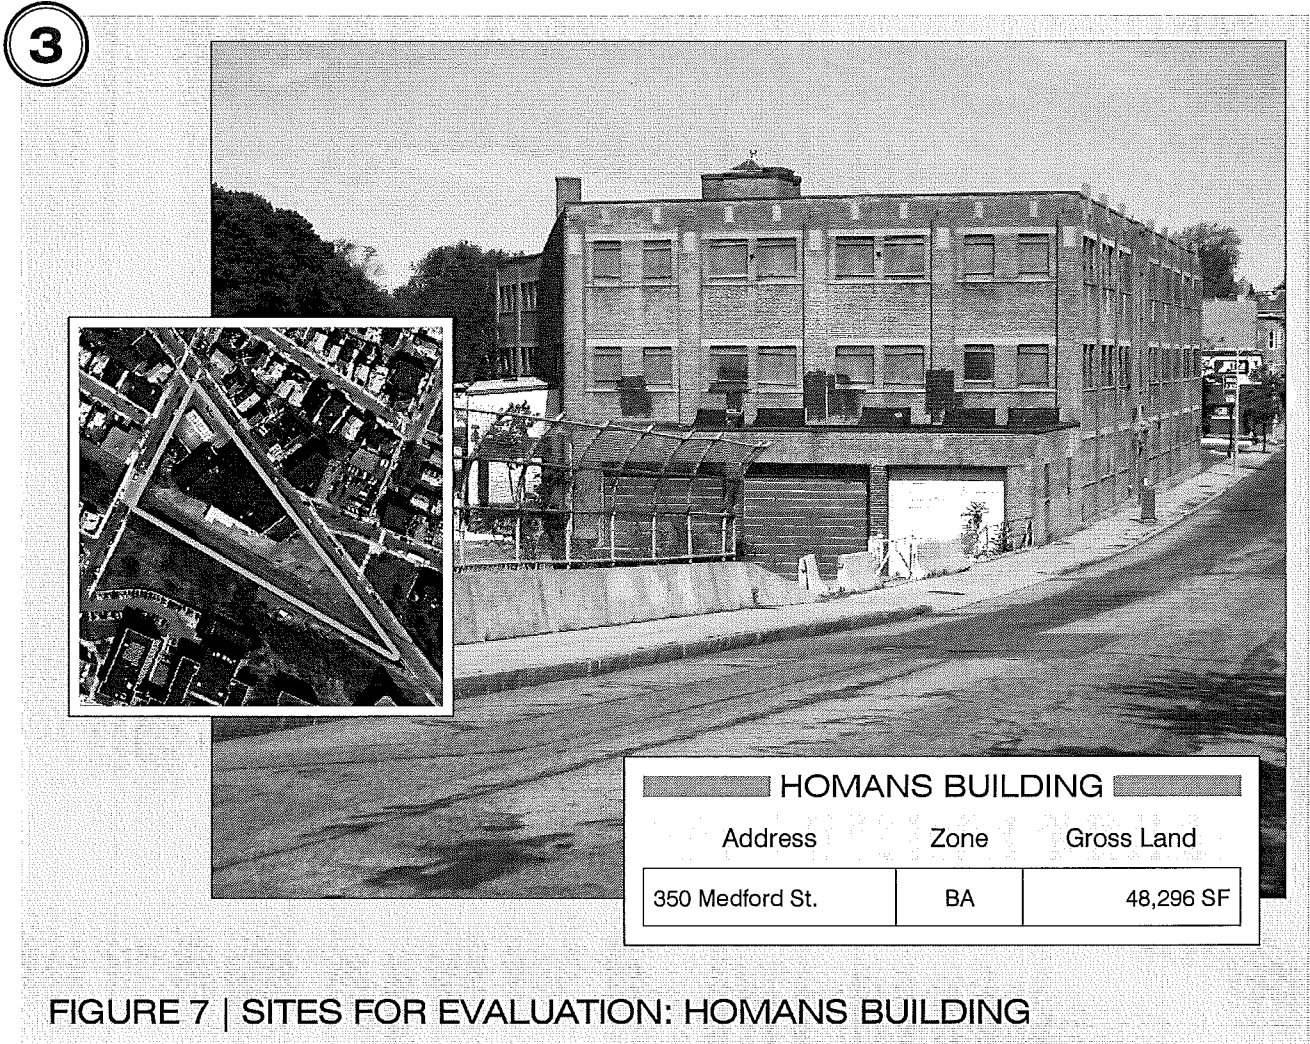 3
HOMANS BUILDING
Address Zone Gross Land
350 Medford St. BA 48,296 SF
FIGURE 7 | SITES FOR EVALUATION: HOMANS BUILDING